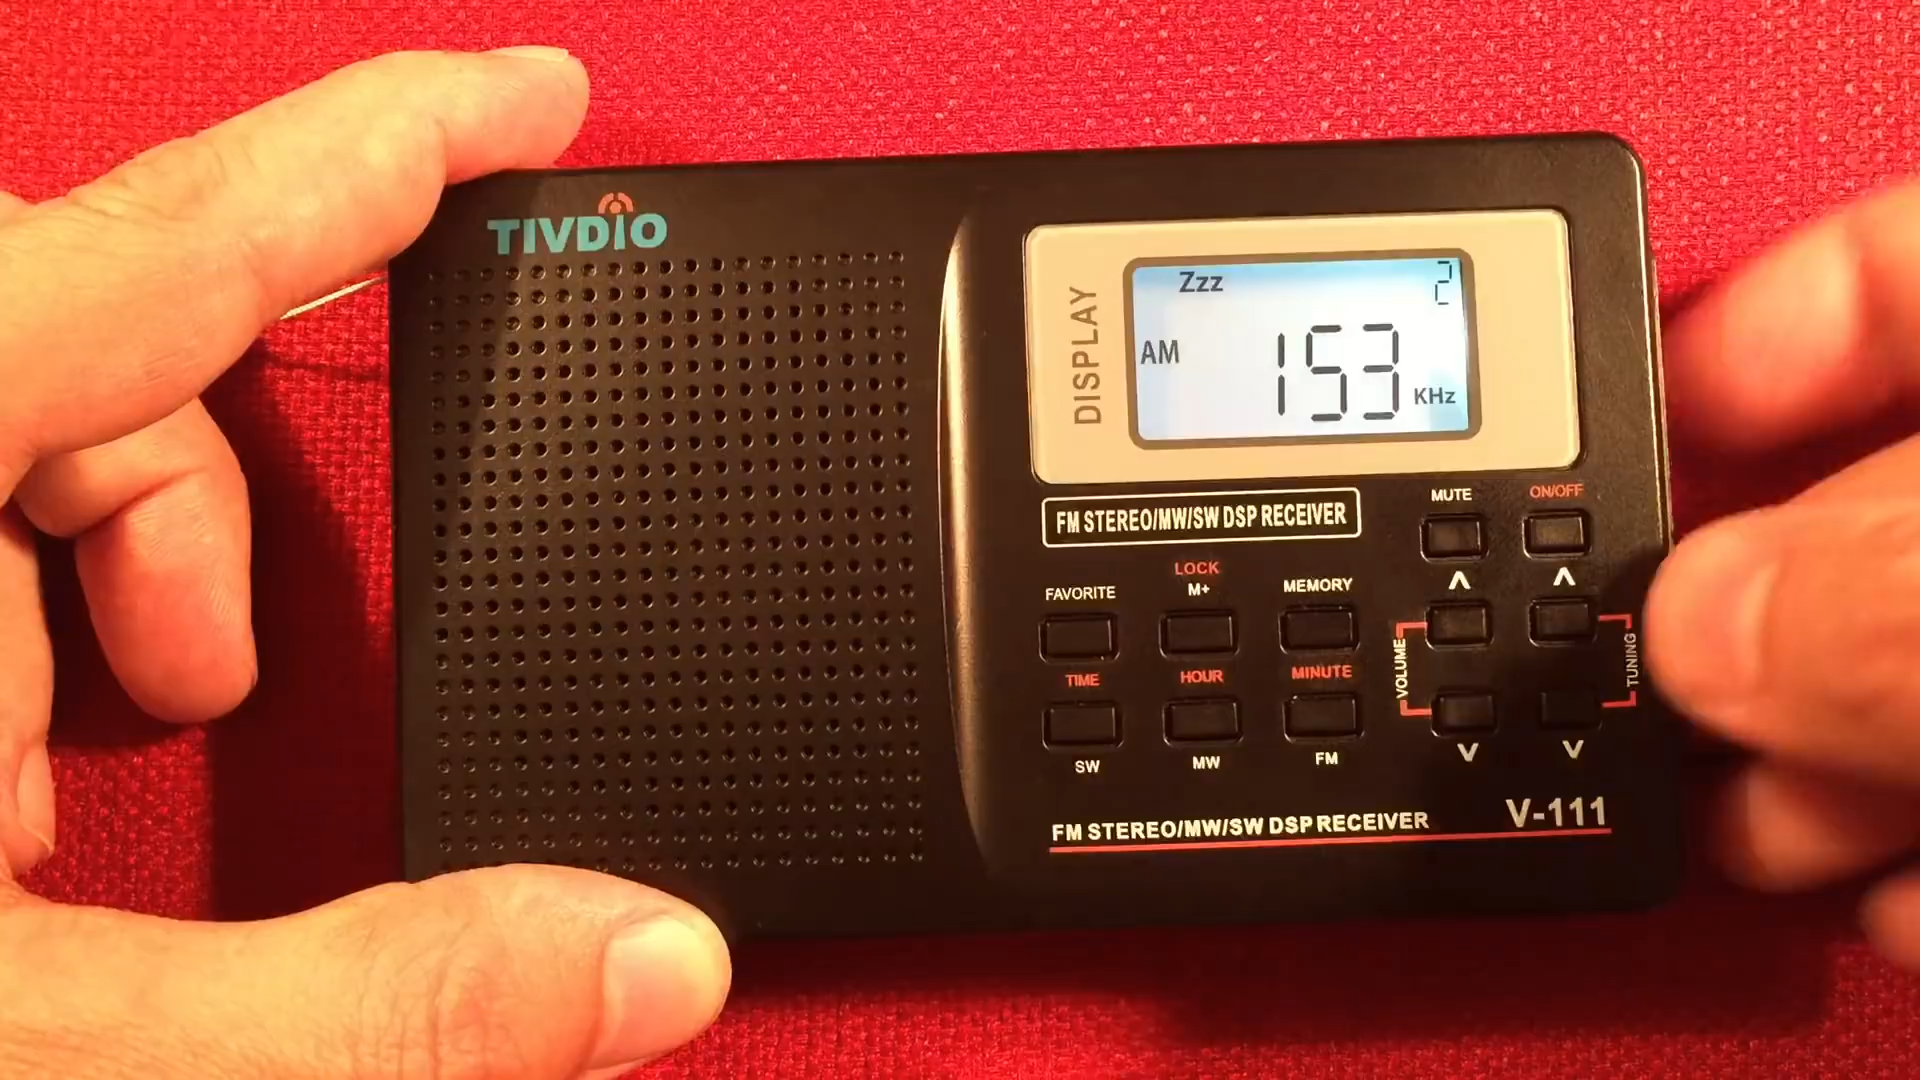 TIVDIO
DISPLAY
Zzz 2
AM 153 KHz
FM STEREO/MW/SW DSP RECEIVER
MUTE ON/OFF
FAVORITE LOCK M+ MEMORY
VOLUME TUNING
TIME HOUR MINUTE
SW MW FM
FM STEREO/MW/SW DSP RECEIVER V-111